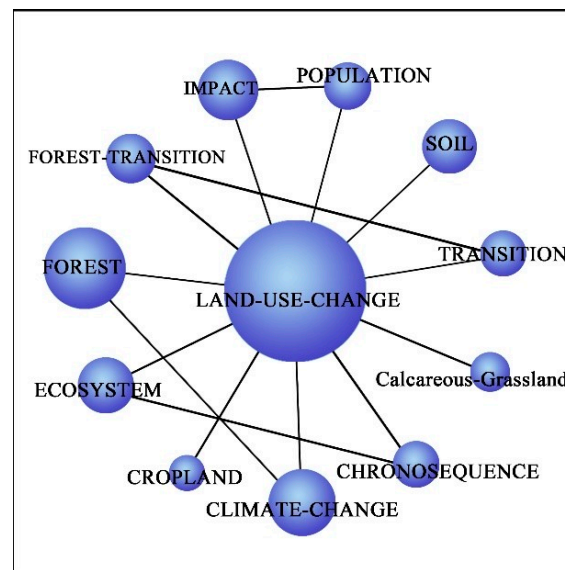 POPULATION
IMPACT
SOIL
FOREST-TRANSITION
TRANSITION
FOREST
LAND-USE-CHANGE
Calcareous-Grassland
ECOSYSTEM
CHRONOSEQUENCE
CROPLAND
CLIMATE-CHANGE